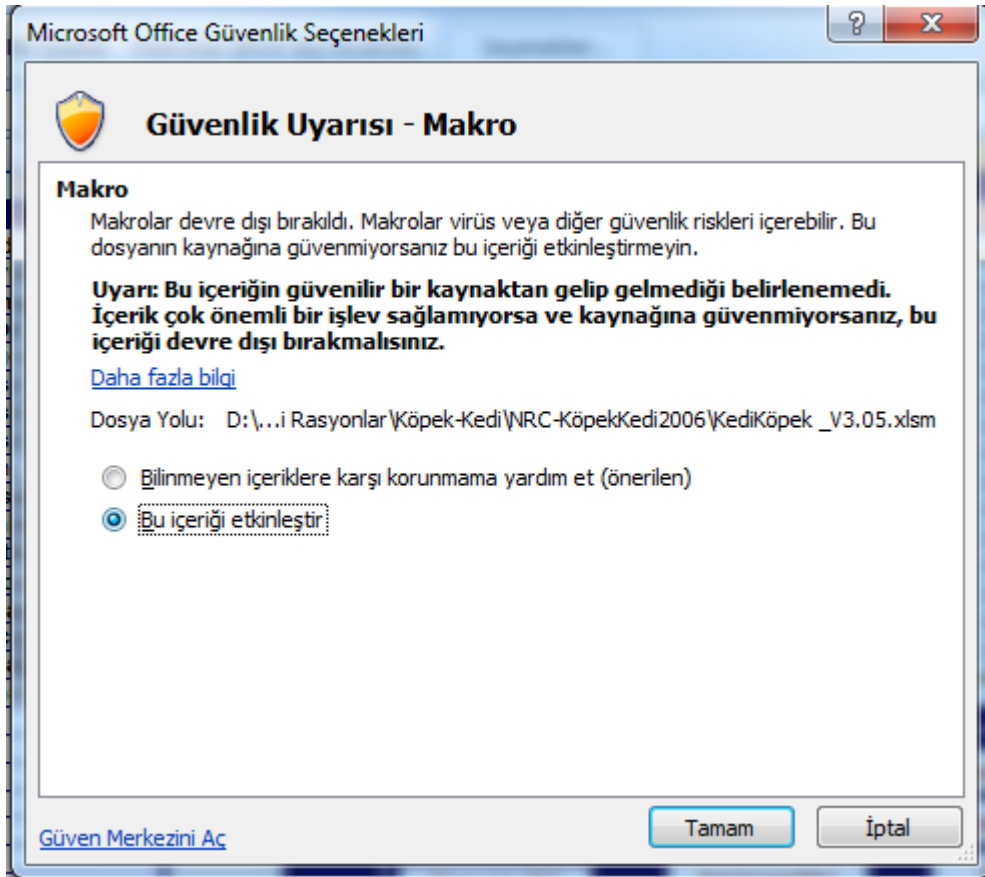 Microsoft Office Güvenlik Seçenekleri
Güvenlik Uyarısı - Makro
Makro
Makrolar devre dışı bırakıldı. Makrolar virüs veya diğer güvenlik riskleri içerebilir. Bu
dosyanın kaynağına güvenmiyorsanız bu içeriği etkinleştirmeyin.
Uyarı: Bu içeriğin güvenilir bir kaynaktan gelip gelmediği belirlenemedi.
İçerik çok önemli bir işlev sağlamıyorsa ve kaynağına güvenmiyorsanız, bu
içeriği devre dışı bırakmalısınız.
Daha fazla bilgi
Dosya Yolu: D:\...i Rasyonlar\Köpek-Kedi\NRC-KöpekKedi2006\KediKöpek _V3.05.xlsm
Bilinmeyen içeriklere karşı korunmama yardım et (önerilen)
Bu içeriği etkinleştir
Güven Merkezini Aç
Tamam
İptal